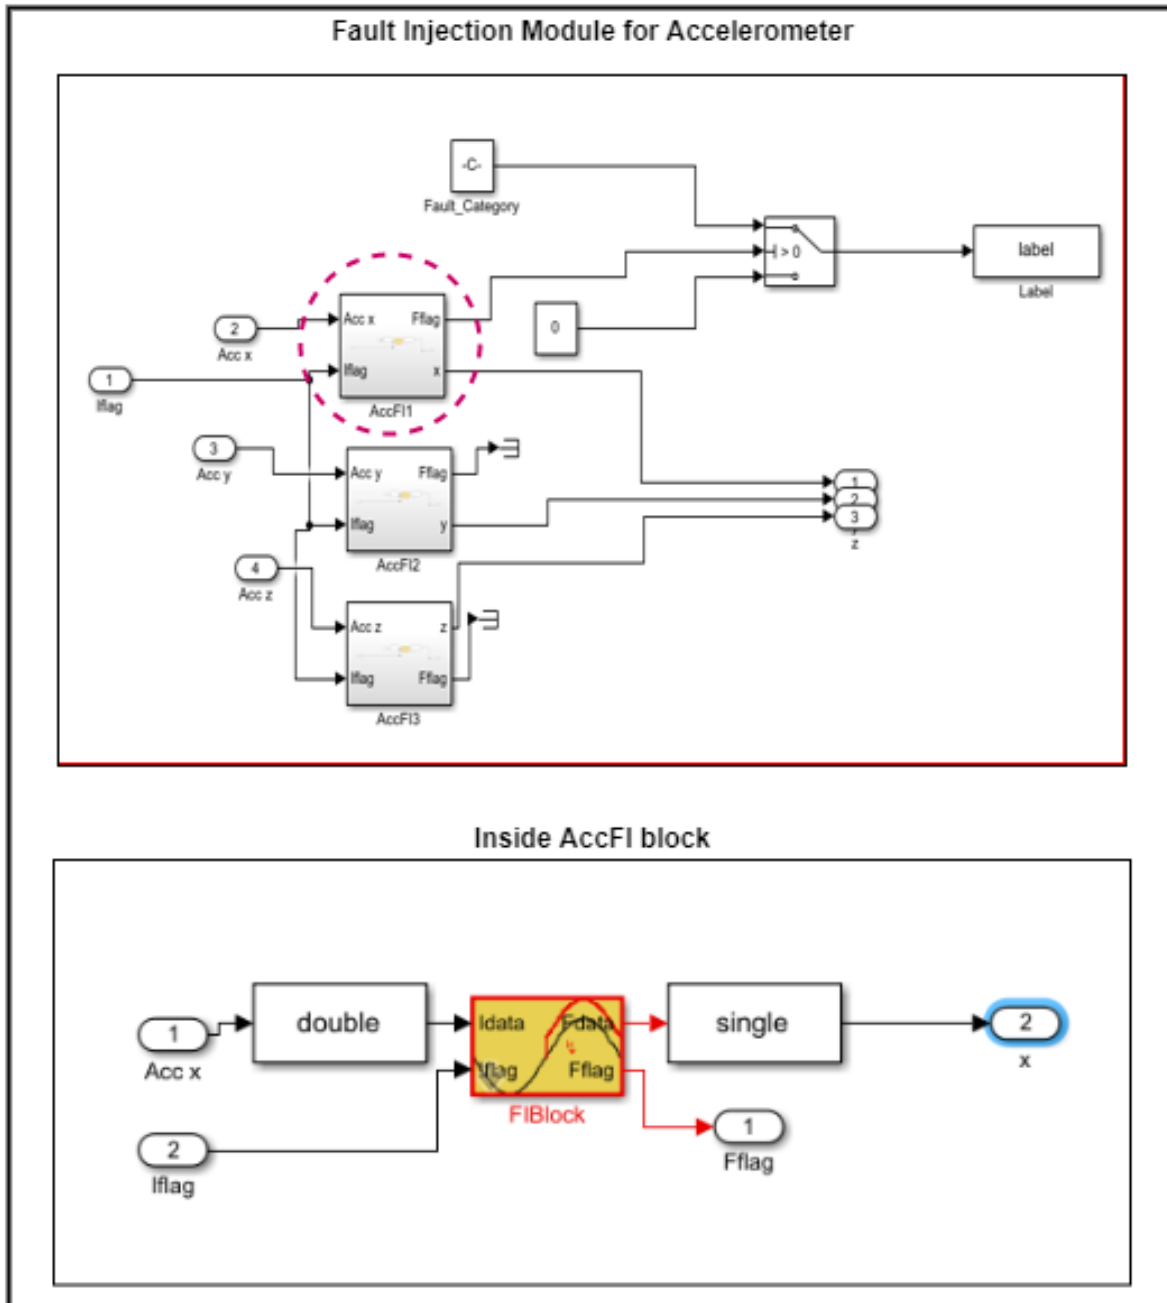 Fault Injection Module for Accelerometer
-C-
Fault_Category
> 0
label
Label
2
Acc x
Acc x
Fflag
Iflag
x
AccFI1
0
1
Iflag
3
Acc y
Acc y
Fflag
Iflag
y
AccFI2
1
2
3
z
4
Acc z
Acc z
z
Iflag
Fflag
AccFI3
Inside AccFI block
1
Acc x
double
Idata
Fdata
Iflag
Fflag
FIBlock
single
2
x
2
Iflag
1
Fflag